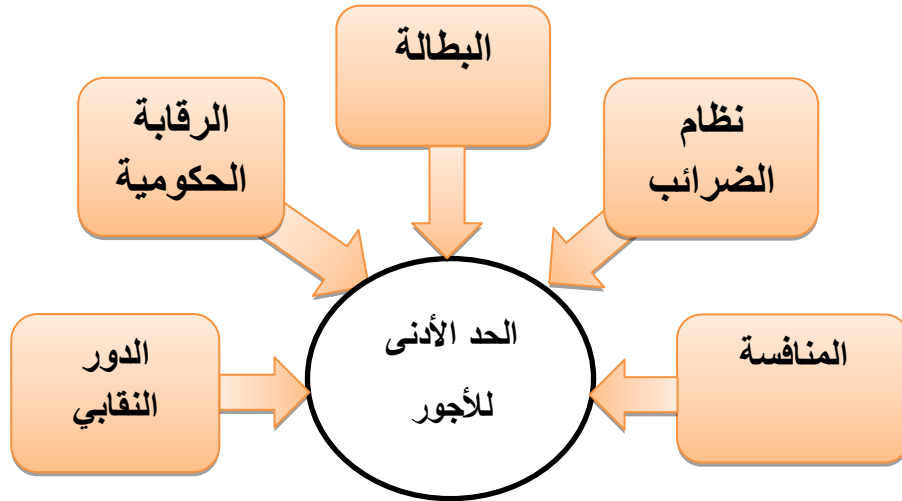 البطالة
نظام
الضرائب
الرقابة
الحكومية
الحد الأدنى
للأجور
المنافسة
الدور
النقابي